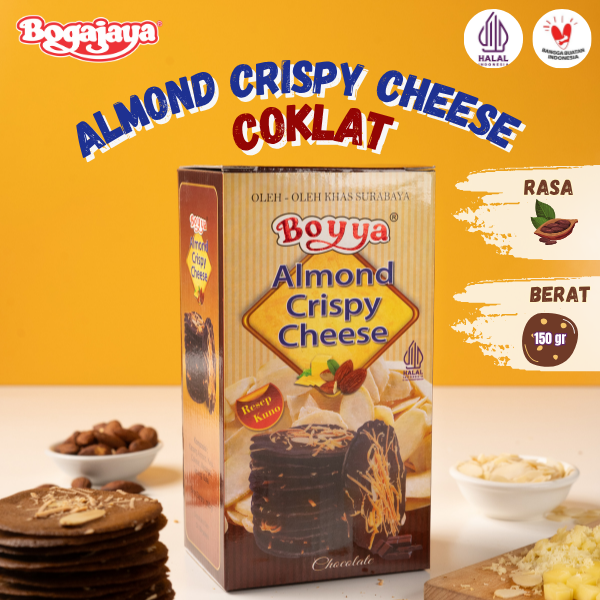 Bogajaya
HALAL
INDONESIA
BANGGA BUATAN
INDONESIA
ALMOND CRISPY CHEESE
COKLAT
RASA
BERAT
150 gr
OLEH - OLEH KHAS SURABAYA
Boyya®
Almond
Crispy
Cheese
HALAL
INDONESIA
Resep
Kuno
Chocolate
Boyya
Almond
Crispy
Cheese